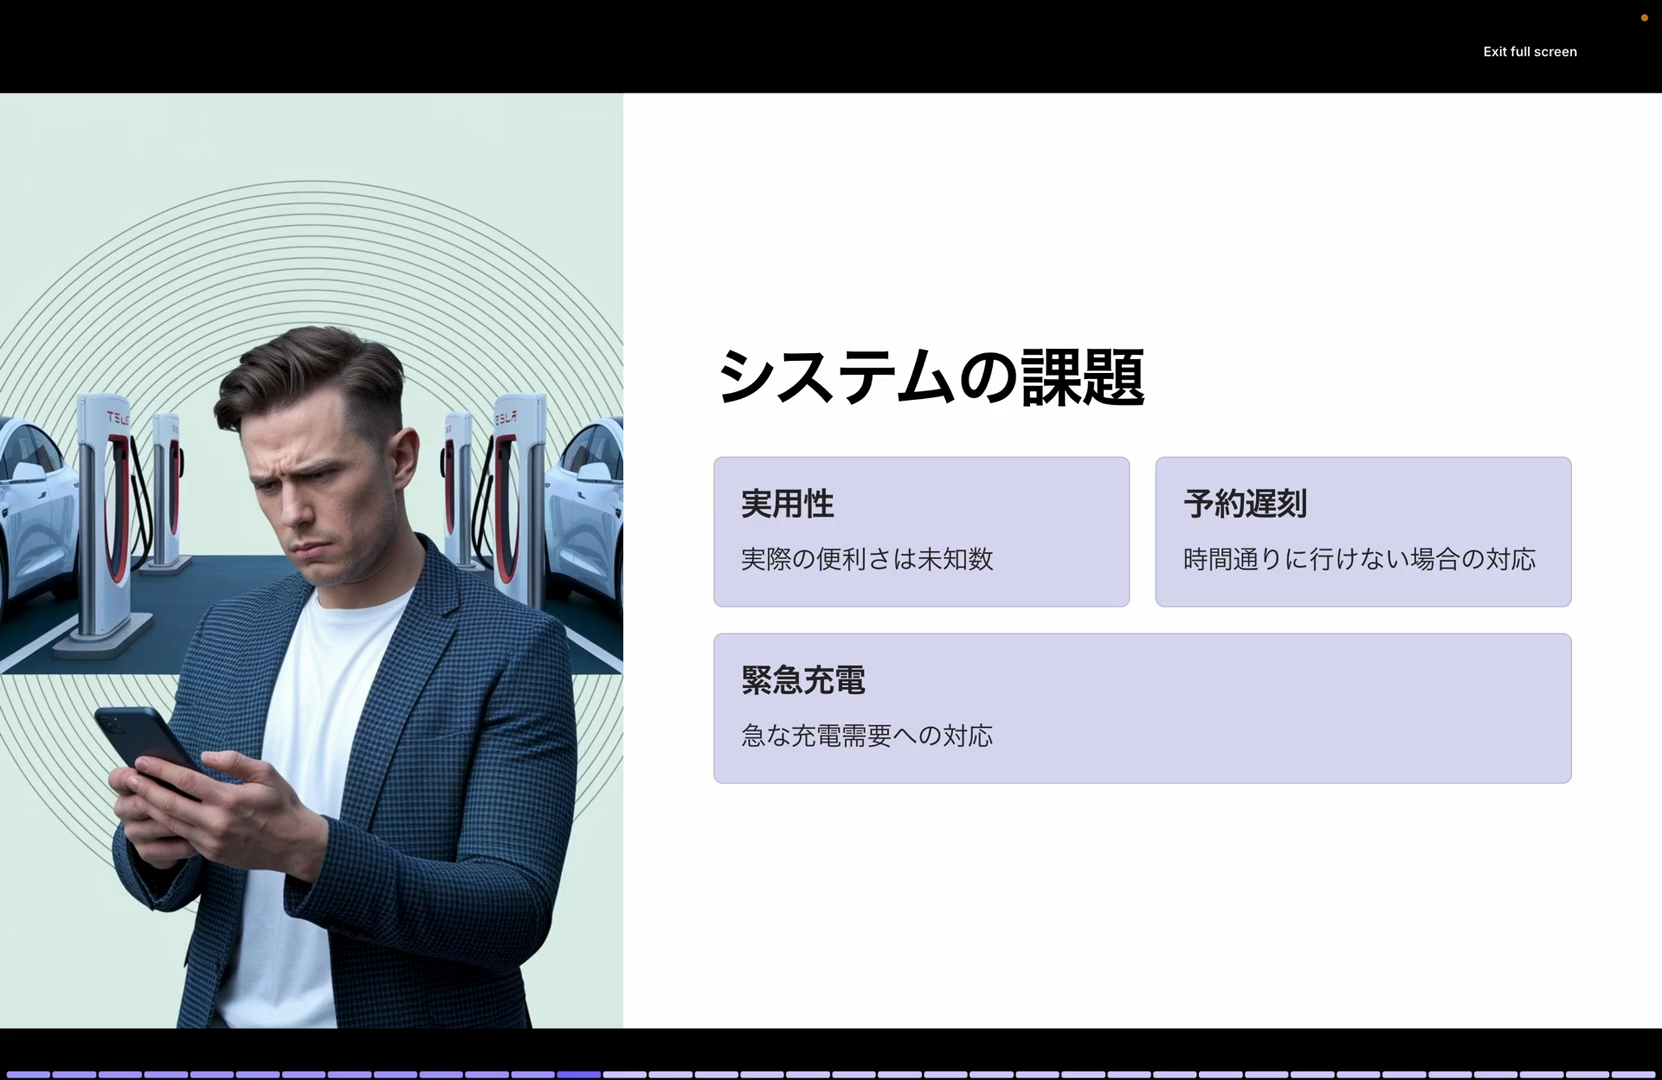 Exit full screen
TESLA
システムの課題
実用性
実際の便利さは未知数
予約遅刻
時間通りに行けない場合の対応
緊急充電
急な充電需要への対応